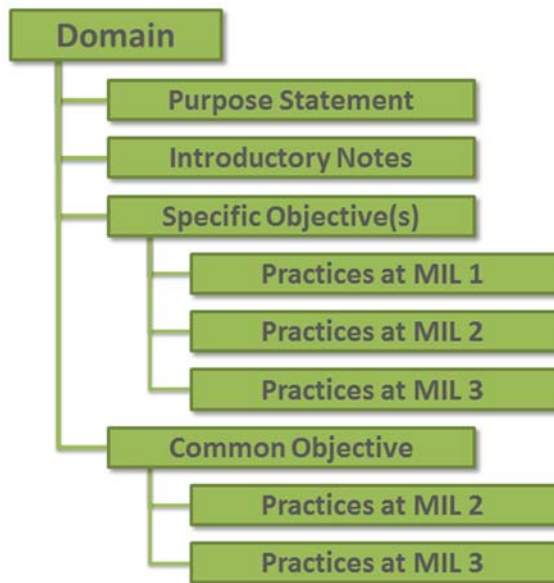 Domain
Purpose Statement
Introductory Notes
Specific Objective(s)
Practices at MIL 1
Practices at MIL 2
Practices at MIL 3
Common Objective
Practices at MIL 2
Practices at MIL 3